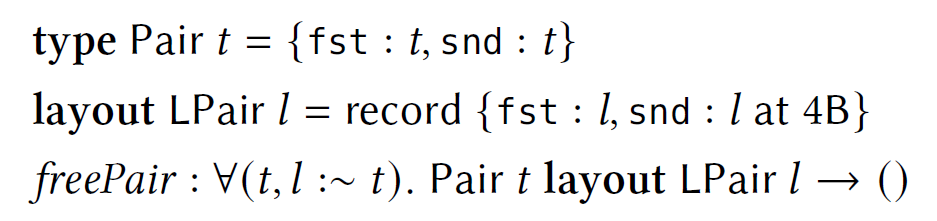 type Pair t = {fst : t, snd : t}
layout LPair l = record {fst : l, snd : l at 4B}
freePair : ∀(t, l :∼ t). Pair t layout LPair l → ()